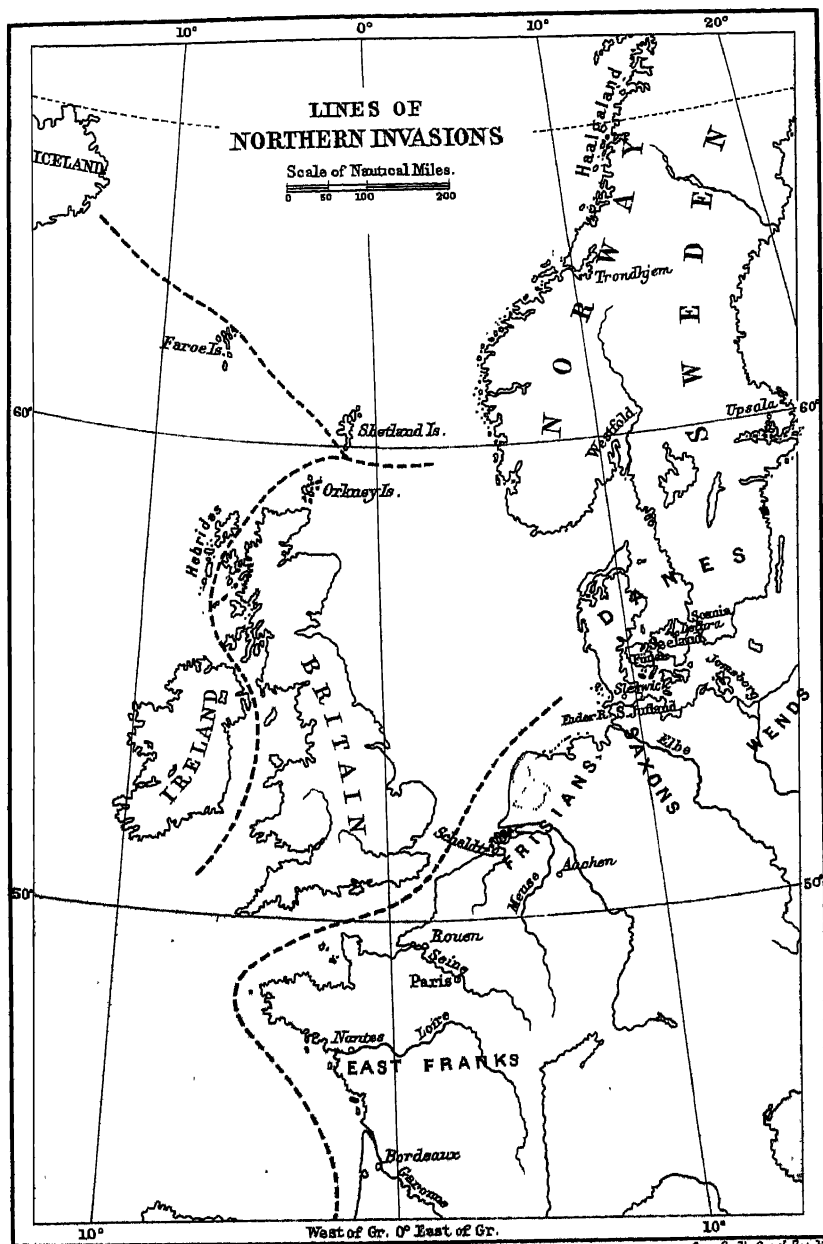 10°
0°
10°
20°
LINES OF
NORTHERN INVASIONS
Scale of Nautical Miles.
0 50 100 200
ICELAND
Haalgaland
NORWAY
SWEDEN
Trondhjem
Faroe Is.
60°
60°
Shetland Is.
Westfold
Upsala
Orkney Is.
Hebrides
DANES
Scania
Seeland
Slesvic
Jomsborg
Eider R.
S. Jutland
WENDS
BRITAIN
IRELAND
Elbe
SAXONS
FRISIANS
Scheldt
Aachen
Meuse
50°
50°
Rouen
Seine
Paris
Nantes
Loire
EAST FRANKS
Bordeaux
Garonne
10°
West of Gr. 0° East of Gr.
10°